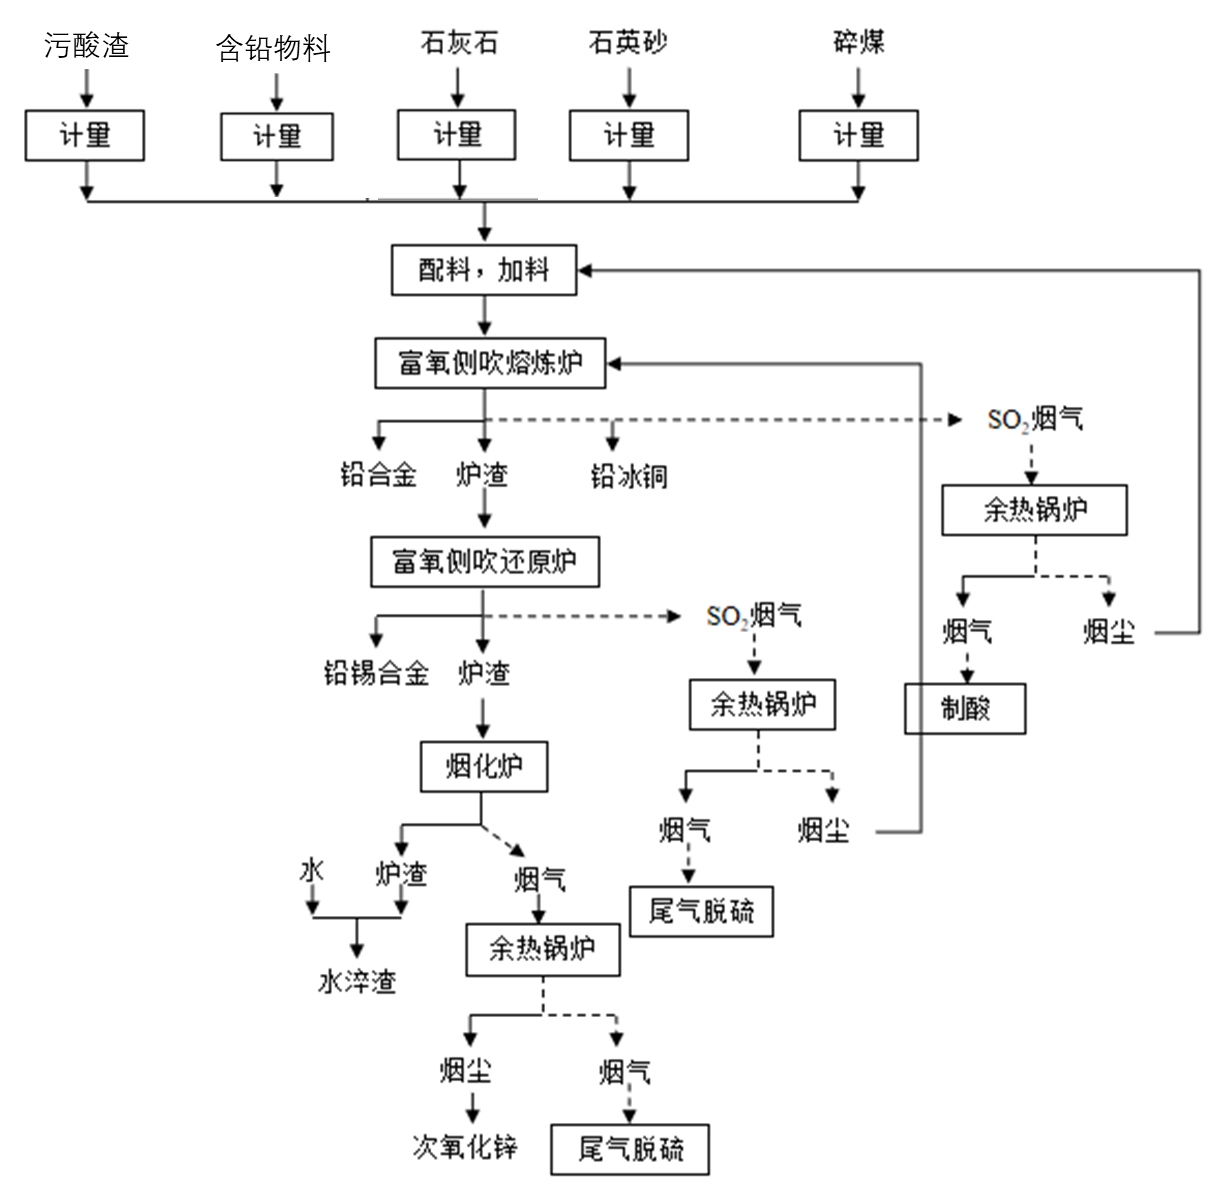 污酸渣
含铅物料
石灰石
石英砂
碎煤
计量
计量
计量
计量
计量
配料，加料
富氧侧吹熔炼炉
SO₂烟气
铅合金
炉渣
铅冰铜
余热锅炉
富氧侧吹还原炉
SO₂烟气
烟气
烟尘
铅锡合金
炉渣
余热锅炉
制酸
烟化炉
烟气
烟尘
水
炉渣
烟气
尾气脱硫
余热锅炉
水淬渣
烟尘
烟气
次氧化锌
尾气脱硫